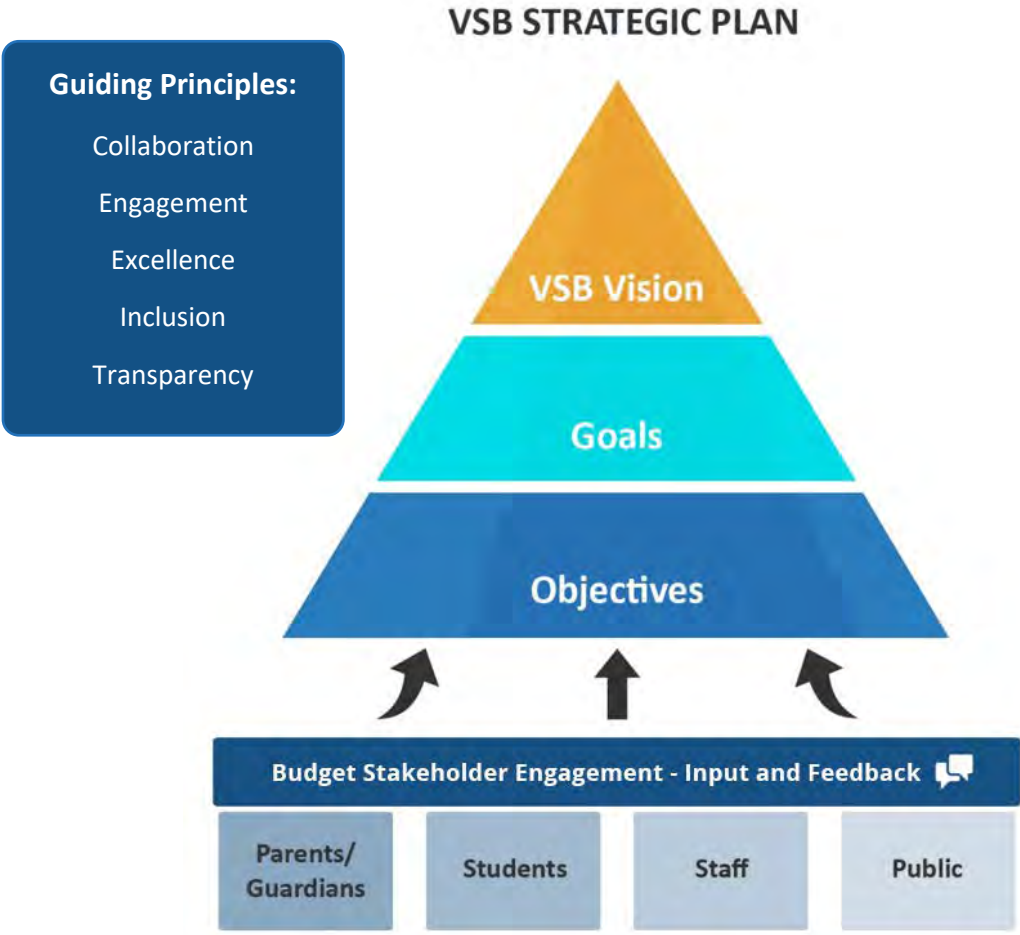 VSB STRATEGIC PLAN
Guiding Principles:
Collaboration
Engagement
Excellence
Inclusion
Transparency
VSB Vision
Goals
Objectives
Budget Stakeholder Engagement - Input and Feedback
Parents/
Guardians
Students
Staff
Public